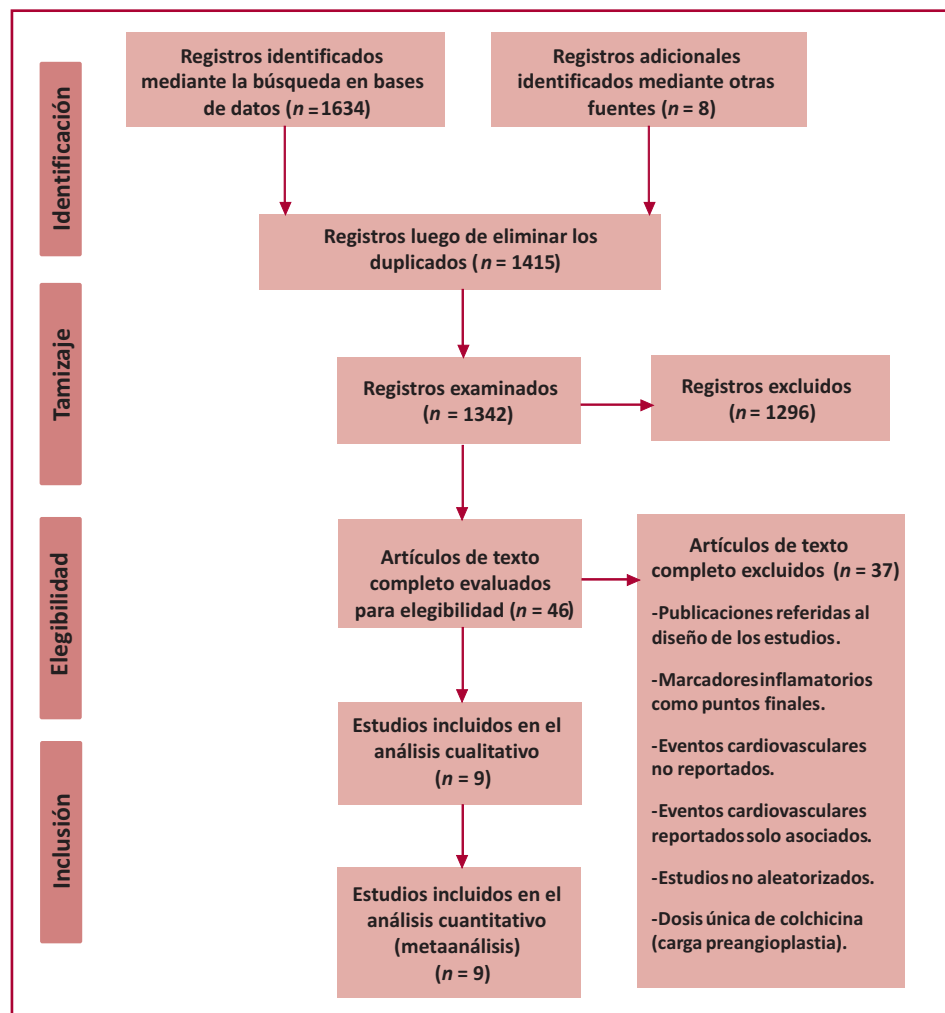 Identificación
Registros identificados
mediante la búsqueda en bases
de datos (n =1634)
Registros adicionales
identificados mediante otras
fuentes (n = 8)
Registros luego de eliminar los
duplicados (n = 1415)
Tamizaje
Registros examinados
(n = 1342)
Registros excluidos
(n = 1296)
Elegibilidad
Artículos de texto
completo evaluados
para elegibilidad (n = 46)
Artículos de texto
completo excluidos (n = 37)
-Publicaciones referidas al
diseño de los estudios.
-Marcadores inflamatorios
como puntos finales.
-Eventos cardiovasculares
no reportados.
-Eventos cardiovasculares
reportados solo asociados.
-Estudios no aleatorizados.
-Dosis única de colchicina
(carga preangioplastia).
Inclusión
Estudios incluidos en el
análisis cualitativo
(n = 9)
Estudios incluidos en el
análisis cuantitativo
(metaanálisis)
(n = 9)